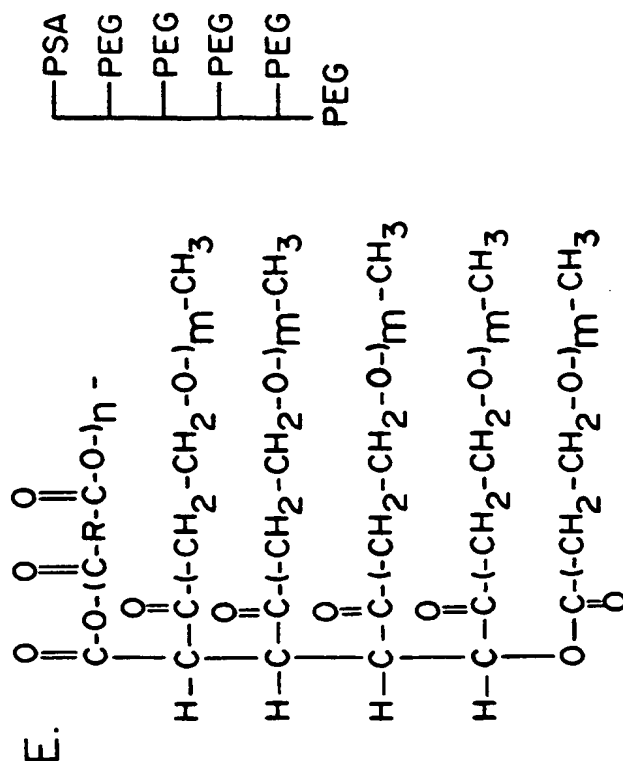 E.
O O O
C-O-(-C-R-C-O-)n-
O
H-C-C-(-CH2-CH2-O-)m-CH3
O
H-C-C-(-CH2-CH2-O-)m-CH3
O
H-C-C-(-CH2-CH2-O-)m-CH3
O
H-C-C-(-CH2-CH2-O-)m-CH3
O-C-(-CH2-CH2-O-)m-CH3
O
PSA
PEG
PEG
PEG
PEG
PEG